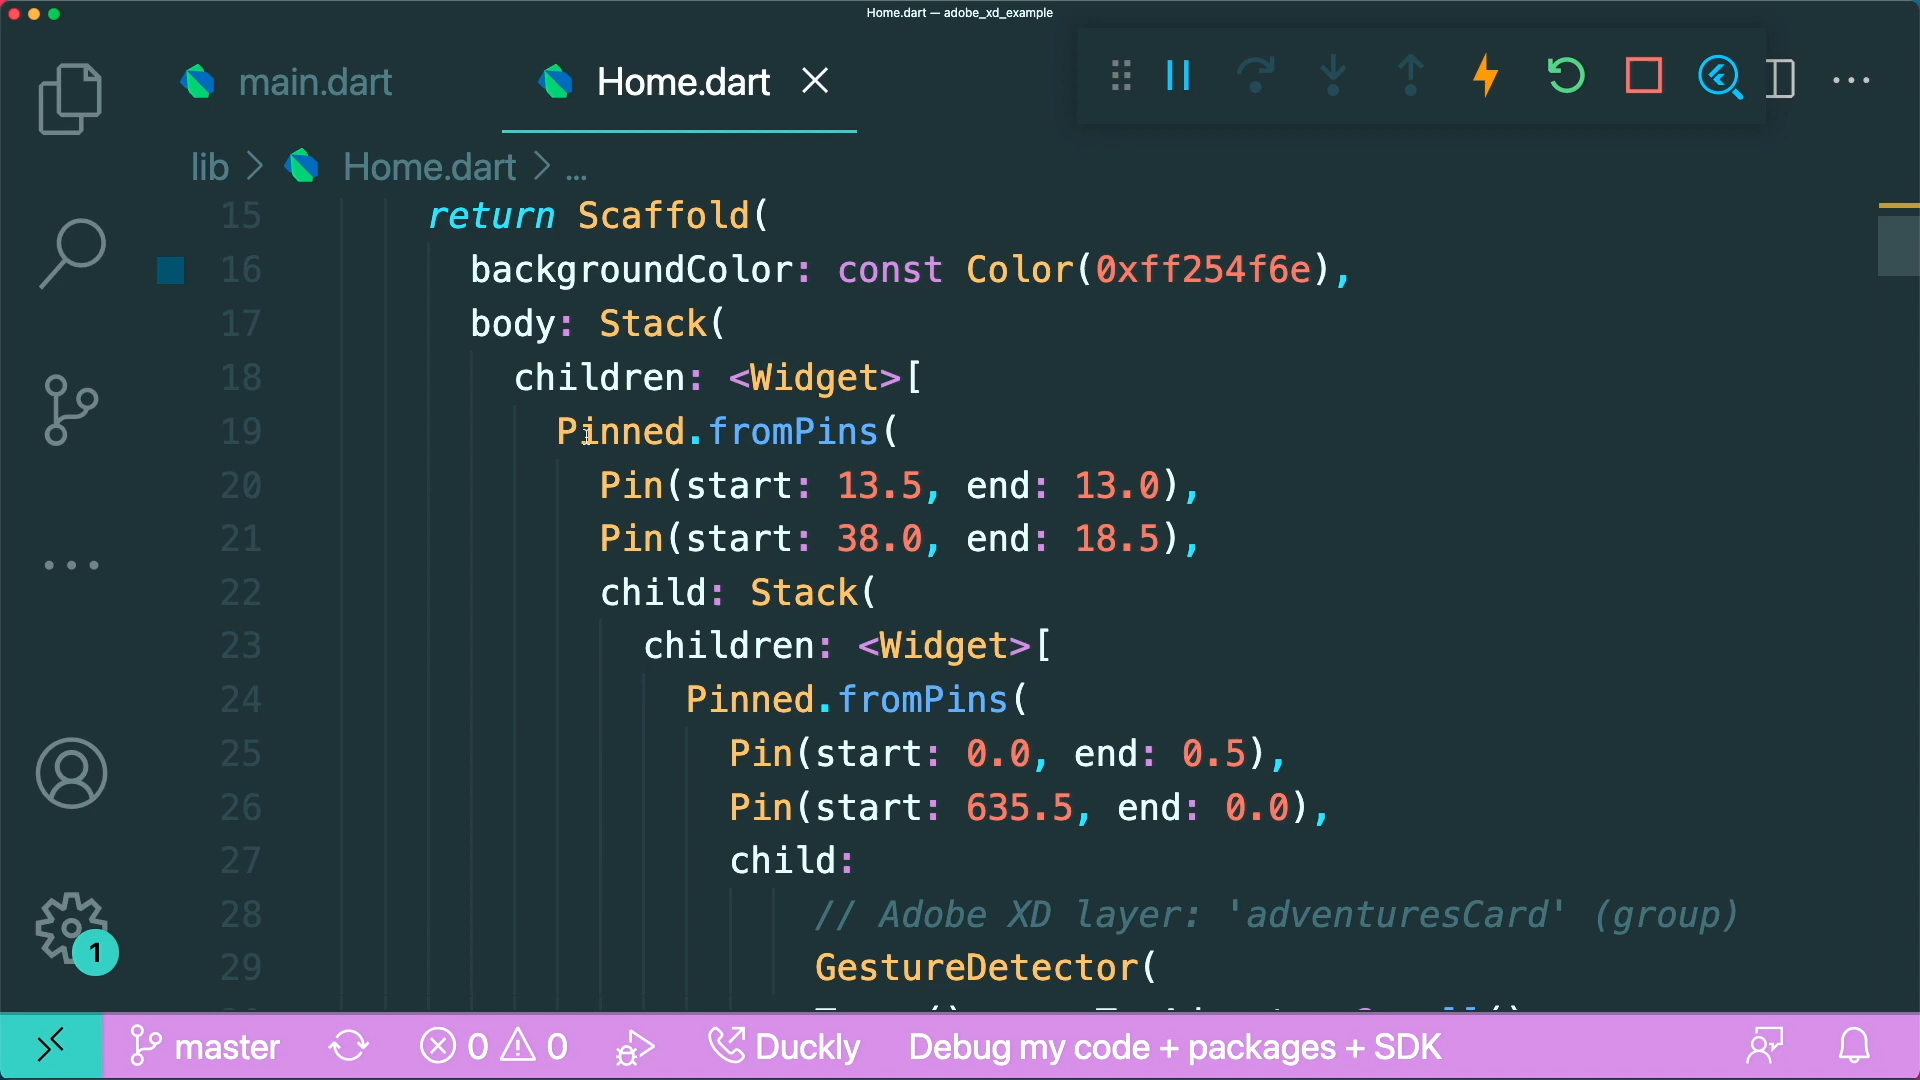 Home.dart — adobe_xd_example
main.dart
Home.dart
lib > Home.dart > ...
15 return Scaffold(
16 backgroundColor: const Color(0xff254f6e),
17 body: Stack(
18 children: <Widget>[
19 Pinned.fromPins(
20 Pin(start: 13.5, end: 13.0),
21 Pin(start: 38.0, end: 18.5),
22 child: Stack(
23 children: <Widget>[
24 Pinned.fromPins(
25 Pin(start: 0.0, end: 0.5),
26 Pin(start: 635.5, end: 0.0),
27 child:
28 // Adobe XD layer: 'adventuresCard' (group)
29 GestureDetector(
1
master 0 0 Duckly Debug my code + packages + SDK